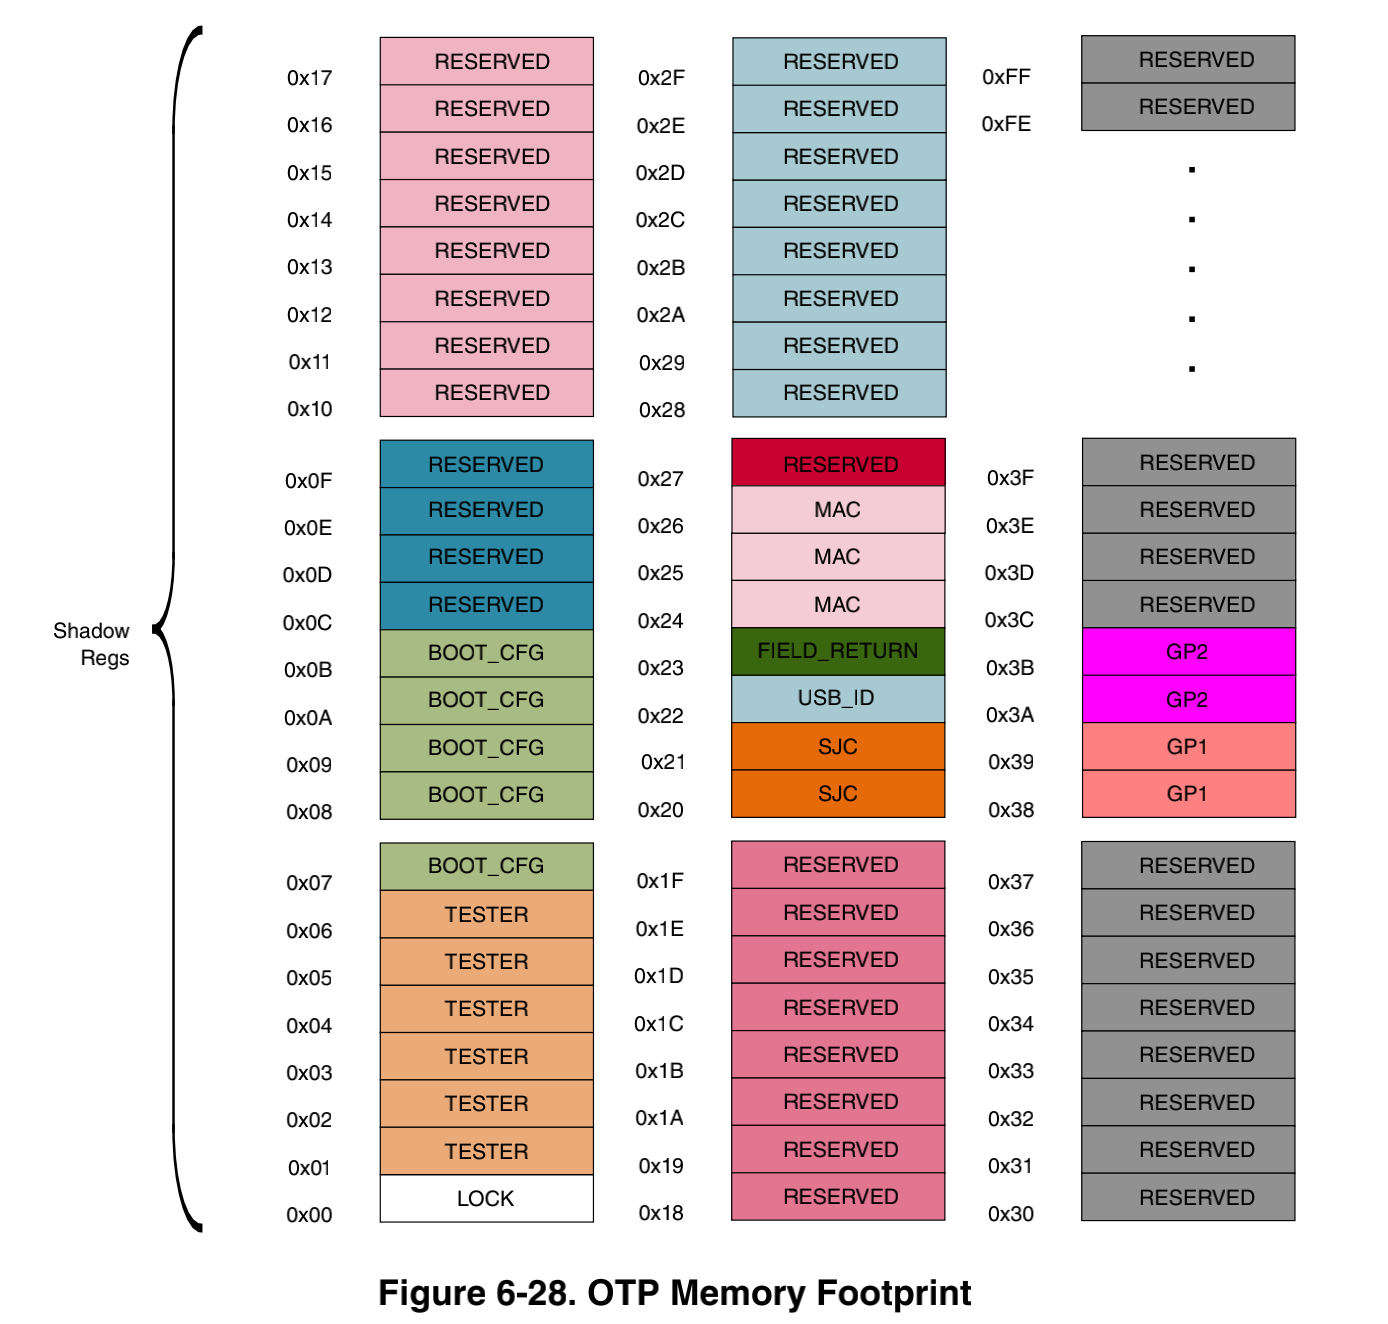 0x17 RESERVED 0x2F RESERVED 0xFF RESERVED
0x16 RESERVED 0x2E RESERVED 0xFE RESERVED
0x15 RESERVED 0x2D RESERVED
0x14 RESERVED 0x2C RESERVED
0x13 RESERVED 0x2B RESERVED
0x12 RESERVED 0x2A RESERVED
0x11 RESERVED 0x29 RESERVED
0x10 RESERVED 0x28 RESERVED
0x0F RESERVED 0x27 RESERVED 0x3F RESERVED
0x0E RESERVED 0x26 MAC 0x3E RESERVED
0x0D RESERVED 0x25 MAC 0x3D RESERVED
0x0C RESERVED 0x24 MAC 0x3C RESERVED
Shadow
Regs
0x0B BOOT_CFG 0x23 FIELD_RETURN 0x3B GP2
0x0A BOOT_CFG 0x22 USB_ID 0x3A GP2
0x09 BOOT_CFG 0x21 SJC 0x39 GP1
0x08 BOOT_CFG 0x20 SJC 0x38 GP1
0x07 BOOT_CFG 0x1F RESERVED 0x37 RESERVED
0x06 TESTER 0x1E RESERVED 0x36 RESERVED
0x05 TESTER 0x1D RESERVED 0x35 RESERVED
0x04 TESTER 0x1C RESERVED 0x34 RESERVED
0x03 TESTER 0x1B RESERVED 0x33 RESERVED
0x02 TESTER 0x1A RESERVED 0x32 RESERVED
0x01 TESTER 0x19 RESERVED 0x31 RESERVED
0x00 LOCK 0x18 RESERVED 0x30 RESERVED
Figure 6-28. OTP Memory Footprint